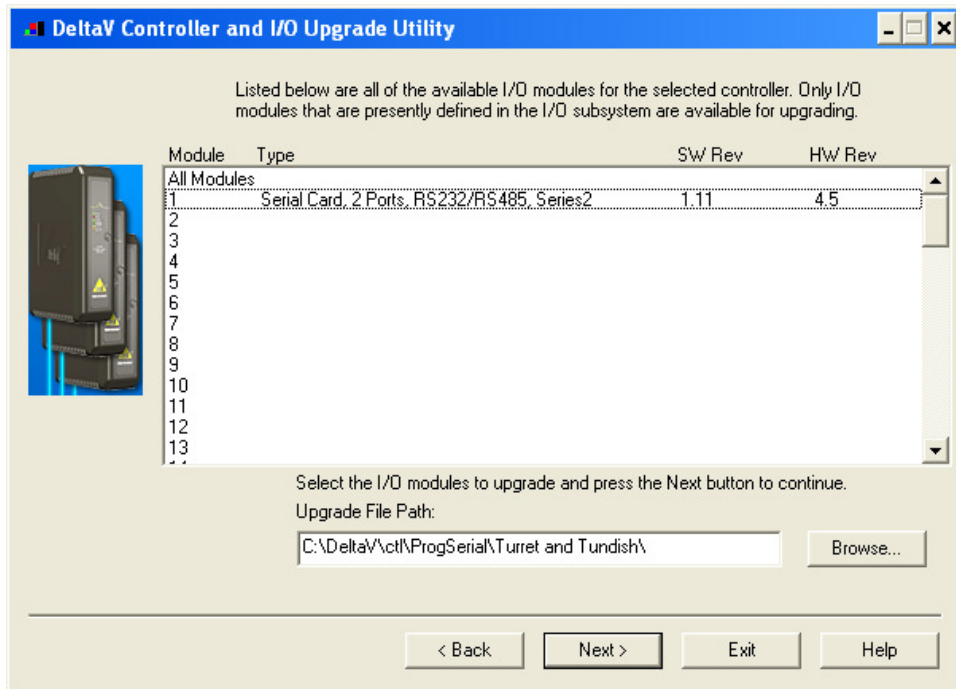 DeltaV Controller and I/O Upgrade Utility
Listed below are all of the available I/O modules for the selected controller. Only I/O
modules that are presently defined in the I/O subsystem are available for upgrading.
Module Type SW Rev HW Rev
All Modules
1 Serial Card, 2 Ports, RS232/RS485, Series2 1.11 4.5
2
3
4
5
6
7
8
9
10
11
12
13
Select the I/O modules to upgrade and press the Next button to continue.
Upgrade File Path:
C:\DeltaV\ctl\ProgSerial\Turret and Tundish\
Browse...
< Back Next > Exit Help